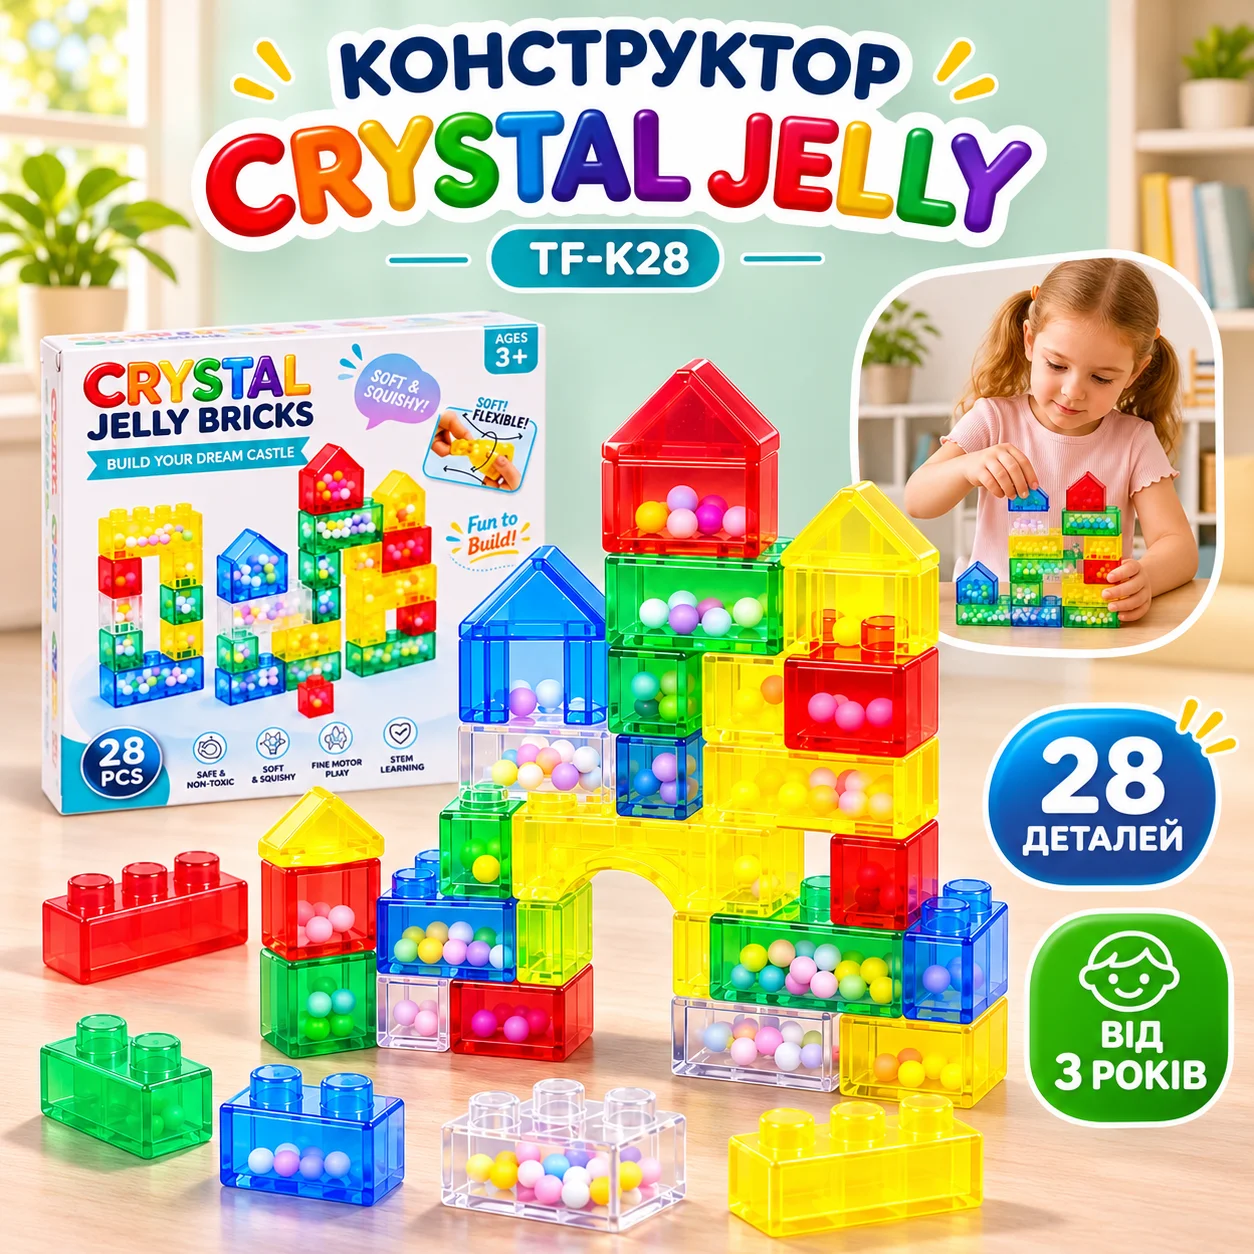 КОНСТРУКТОР
CRYSTAL JELLY
TF-K28
CRYSTAL
JELLY BRICKS
BUILD YOUR DREAM CASTLE
SOFT &
SQUISHY!
AGES
3+
SOFT!
FLEXIBLE!
Fun to
Build!
28
PCS
SAFE &
NON-TOXIC
SOFT
& SQUISHY
FINE MOTOR
PLAY
STEM
LEARNING
28
ДЕТАЛЕЙ
ВІД
3 РОКІВ